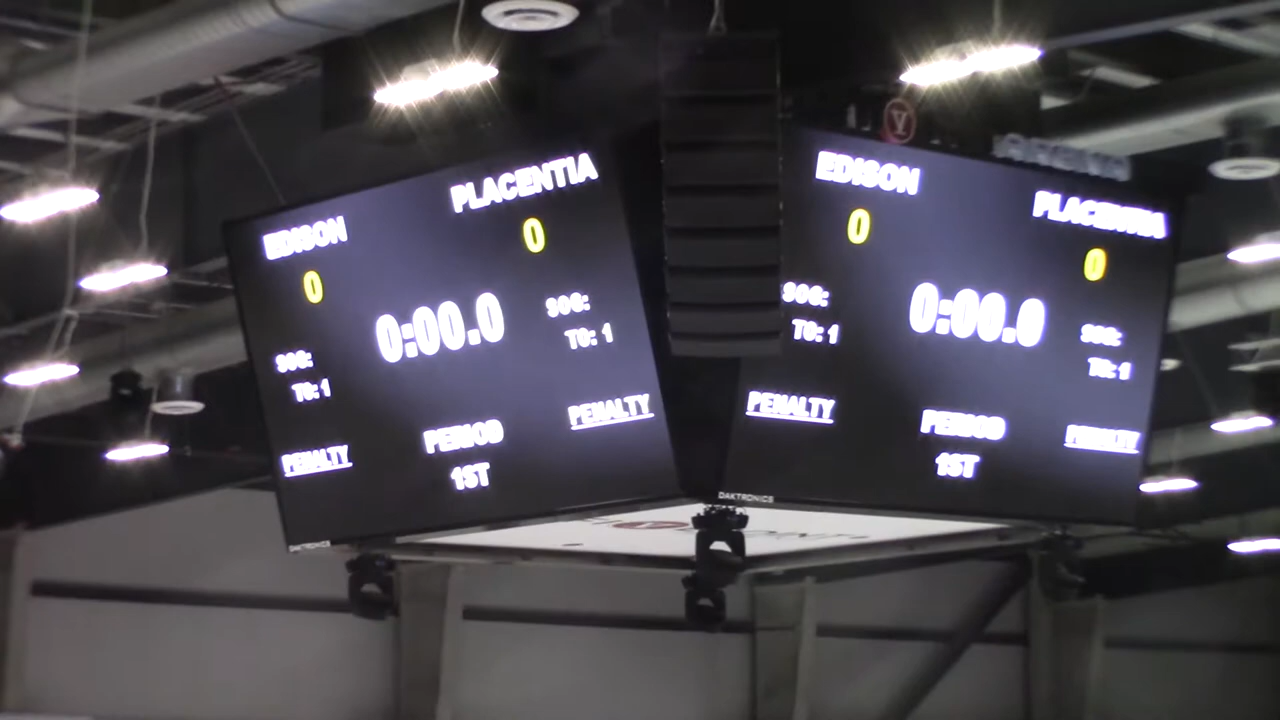 EDISON PLACENTIA
0 0
0:00.0
SOG: SOG:
TO: 1 TO: 1
PENALTY PENALTY
PERIOD
1ST
DAKTRONICS
Y
EDISON PLACENTIA
0 0
0:00.0
SOG: SOG:
TO: 1 TO: 1
PENALTY PENALTY
PERIOD
1ST
DAKTRONICS